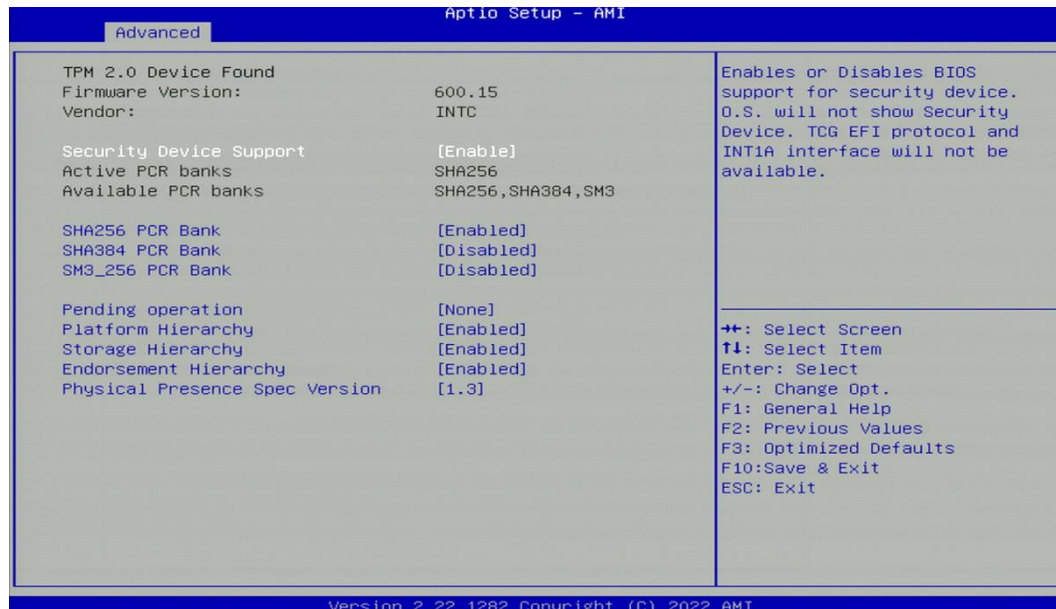 Aptio Setup – AMI
Advanced
TPM 2.0 Device Found
Firmware Version: 600.15
Vendor: INTC
Security Device Support [Enable]
Active PCR banks SHA256
Available PCR banks SHA256,SHA384,SM3
SHA256 PCR Bank [Enabled]
SHA384 PCR Bank [Disabled]
SM3_256 PCR Bank [Disabled]
Pending operation [None]
Platform Hierarchy [Enabled]
Storage Hierarchy [Enabled]
Endorsement Hierarchy [Enabled]
Physical Presence Spec Version [1.3]
Enables or Disables BIOS
support for security device.
O.S. will not show Security
Device. TCG EFI protocol and
INT1A interface will not be
available.
→←: Select Screen
↑↓: Select Item
Enter: Select
+/-: Change Opt.
F1: General Help
F2: Previous Values
F3: Optimized Defaults
F10:Save & Exit
ESC: Exit
Version 2.22.1282 Copyright (C) 2022 AMI